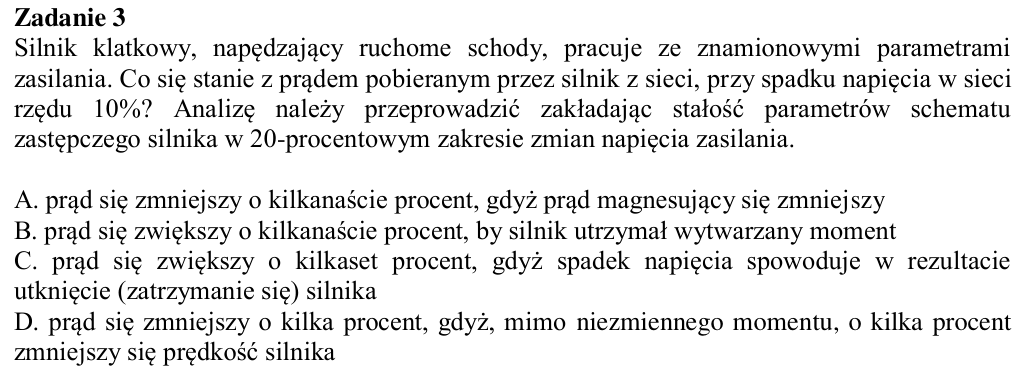 Zadanie 3
Silnik klatkowy, napędzający ruchome schody, pracuje ze znamionowymi parametrami
zasilania. Co się stanie z prądem pobieranym przez silnik z sieci, przy spadku napięcia w sieci
rzędu 10%? Analizę należy przeprowadzić zakładając stałość parametrów schematu
zastępczego silnika w 20-procentowym zakresie zmian napięcia zasilania.
A. prąd się zmniejszy o kilkanaście procent, gdyż prąd magnesujący się zmniejszy
B. prąd się zwiększy o kilkanaście procent, by silnik utrzymał wytwarzany moment
C. prąd się zwiększy o kilkaset procent, gdyż spadek napięcia spowoduje w rezultacie
utknięcie (zatrzymanie się) silnika
D. prąd się zmniejszy o kilka procent, gdyż, mimo niezmiennego momentu, o kilka procent
zmniejszy się prędkość silnika